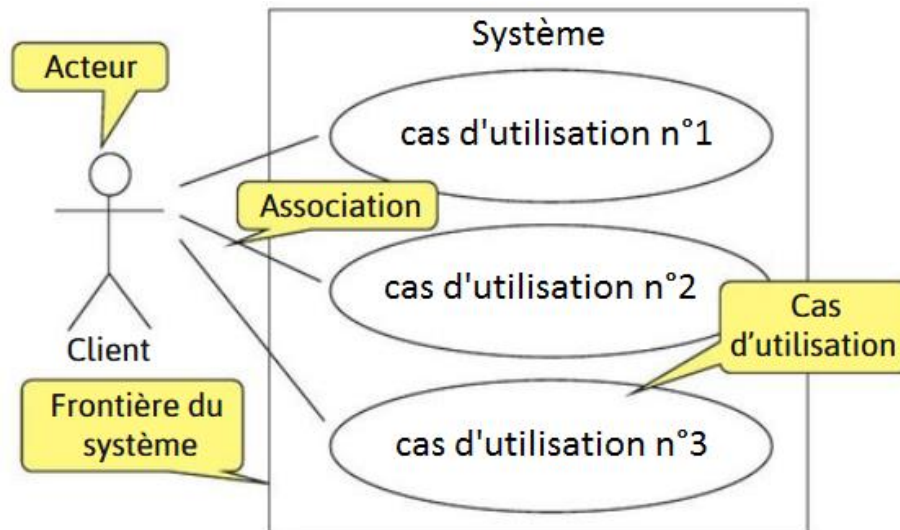 Système
Acteur
cas d'utilisation n°1
Association
cas d'utilisation n°2
Cas
d'utilisation
Client
Frontière du
système
cas d'utilisation n°3